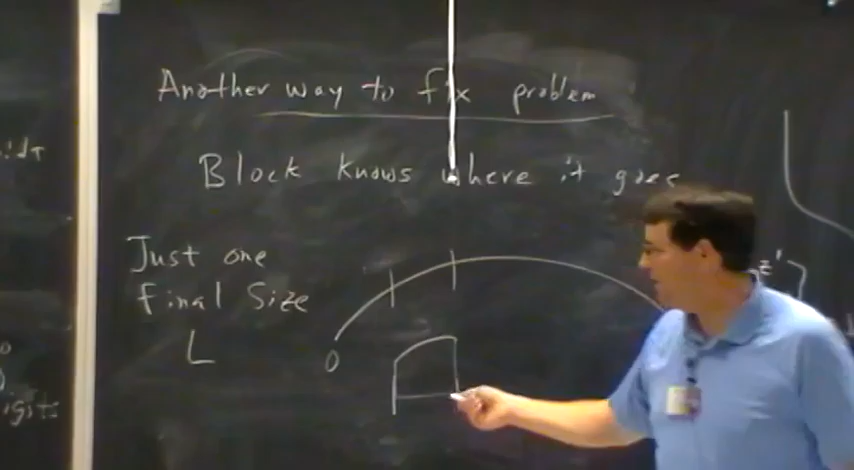 Another way to fix problem
Block knows where it goes
Just one
final Size
L
0
z'